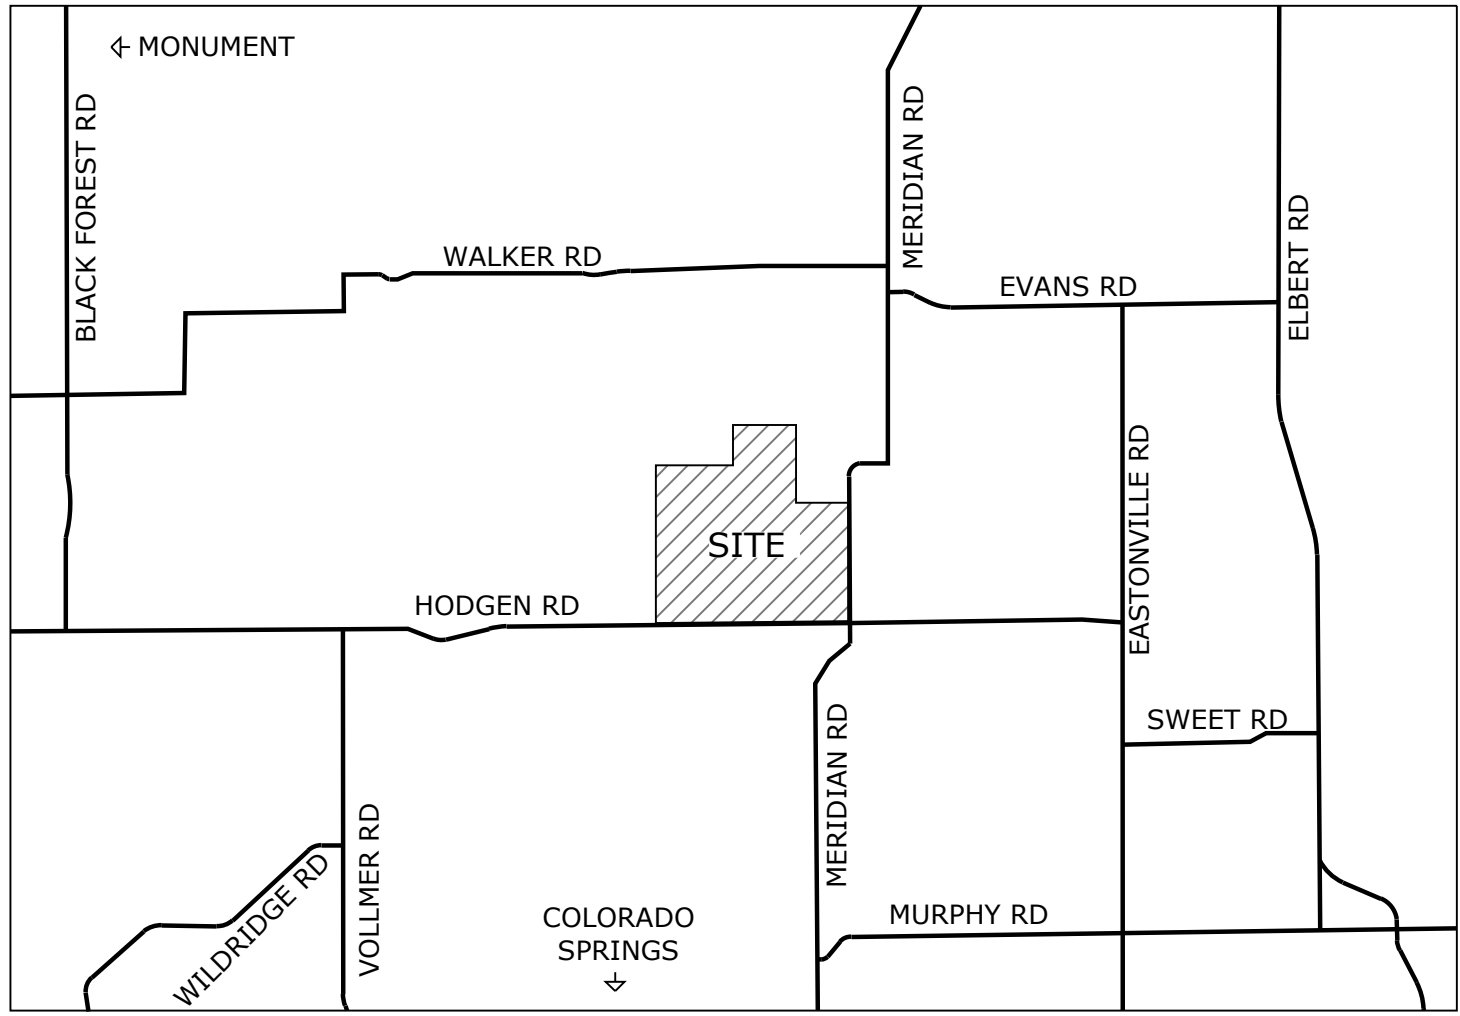 MONUMENT
BLACK FOREST RD
MERIDIAN RD
ELBERT RD
WALKER RD
EVANS RD
EASTONVILLE RD
SITE
HODGEN RD
SWEET RD
MERIDIAN RD
VOLLMER RD
WILDRIDGE RD
COLORADO
SPRINGS
MURPHY RD